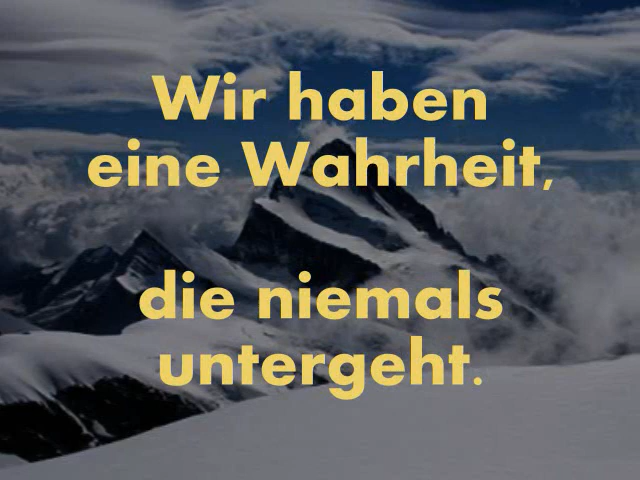 Wir haben
eine Wahrheit,
die niemals
untergeht.